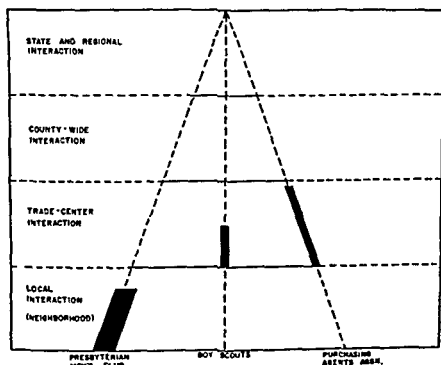 STATE AND REGIONAL
INTERACTION
COUNTY-WIDE
INTERACTION
TRADE-CENTER
INTERACTION
LOCAL
INTERACTION
(NEIGHBORHOOD)
PRESBYTERIAN
CLUB
BOY SCOUTS
PURCHASING
AGENTS ASSN.